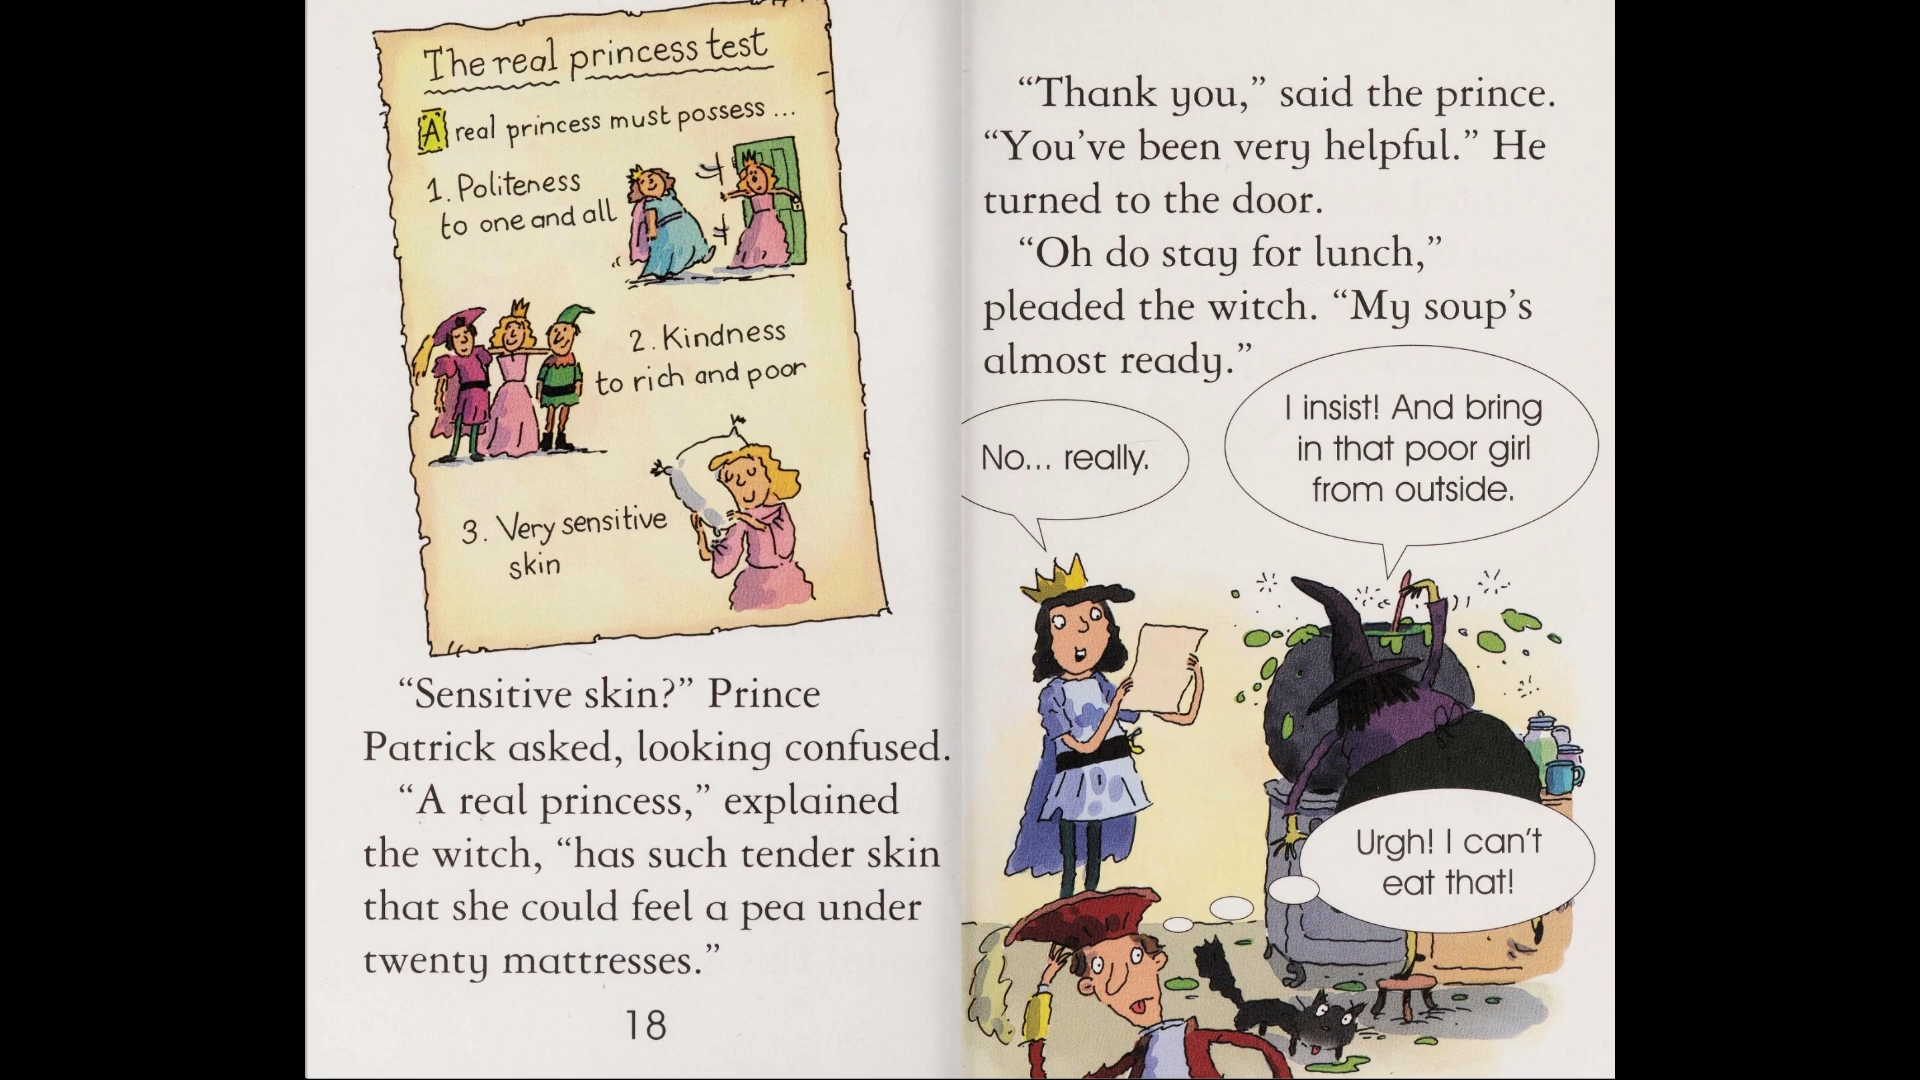 The real princess test
A real princess must possess ...
1. Politeness
to one and all
2. Kindness
to rich and poor
3. Very sensitive
skin
“Sensitive skin?” Prince
Patrick asked, looking confused.
“A real princess,” explained
the witch, “has such tender skin
that she could feel a pea under
twenty mattresses.”
18
“Thank you,” said the prince.
“You’ve been very helpful.” He
turned to the door.
“Oh do stay for lunch,”
pleaded the witch. “My soup’s
almost ready.”
No... really.
I insist! And bring
in that poor girl
from outside.
Urgh! I can’t
eat that!